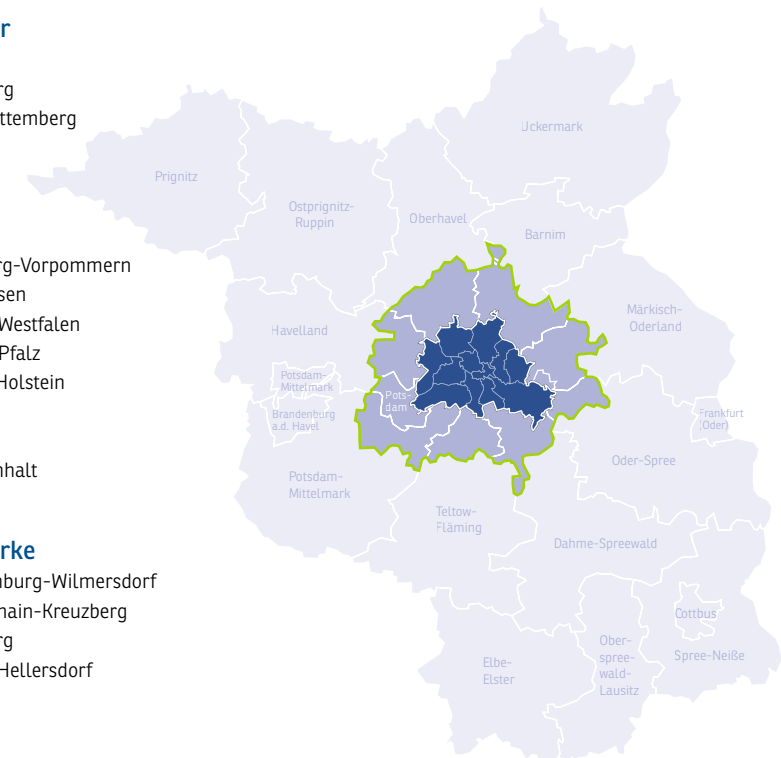 r
rg
ttemberg
rg-Vorpommern
sen
Westfalen
Pfalz
Holstein
nhalt
rke
nburg-Wilmersdorf
hain-Kreuzberg
rg
Hellersdorf
Uckermark
Prignitz
Ostprignitz-
Ruppin
Oberhavel
Barnim
Havelland
Märkisch-
Oderland
Potsdam-
Mittelmark
Pots-
dam
Brandenburg
a.d. Havel
Frankfurt
(Oder)
Oder-Spree
Potsdam-
Mittelmark
Teltow-
Fläming
Dahme-Spreewald
Cottbus
Ober-
spree-
wald-
Lausitz
Spree-Neiße
Elbe-
Elster